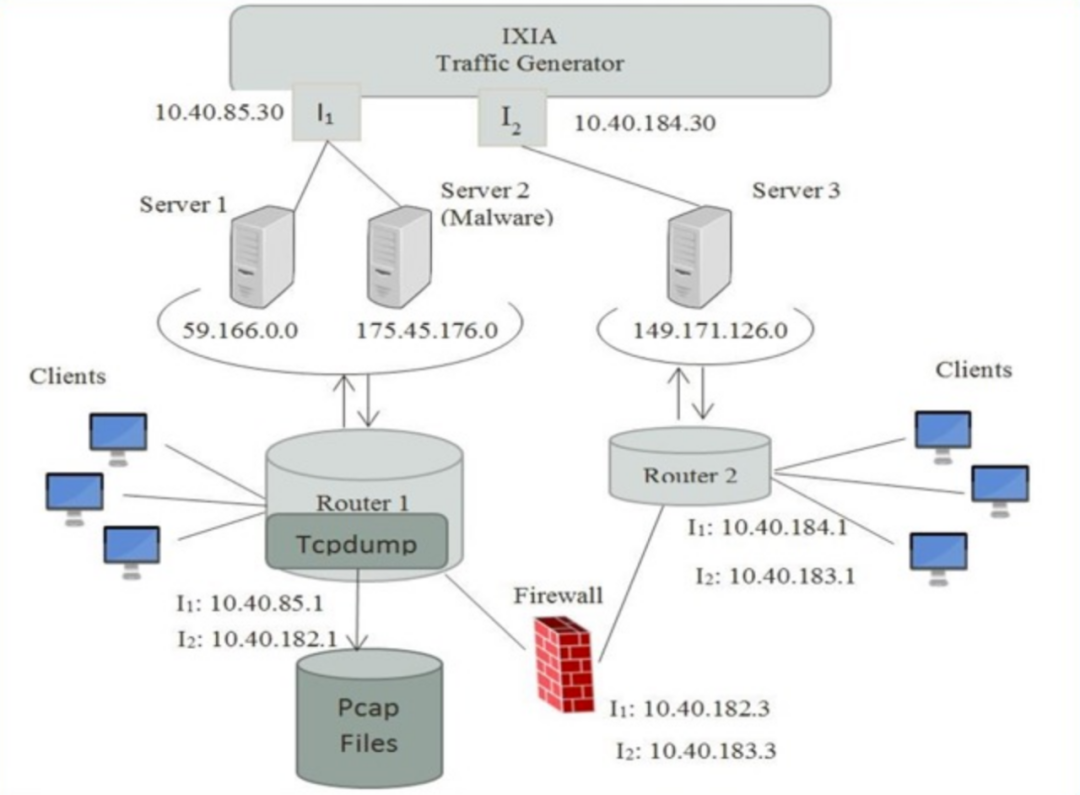 IXIA
Traffic Generator
10.40.85.30
I₁
I₂
10.40.184.30
Server 1
Server 2
(Malware)
Server 3
59.166.0.0
175.45.176.0
149.171.126.0
Clients
Clients
Router 1
Tcpdump
Router 2
I₁: 10.40.184.1
I₂: 10.40.183.1
I₁: 10.40.85.1
I₂: 10.40.182.1
Firewall
Pcap
Files
I₁: 10.40.182.3
I₂: 10.40.183.3